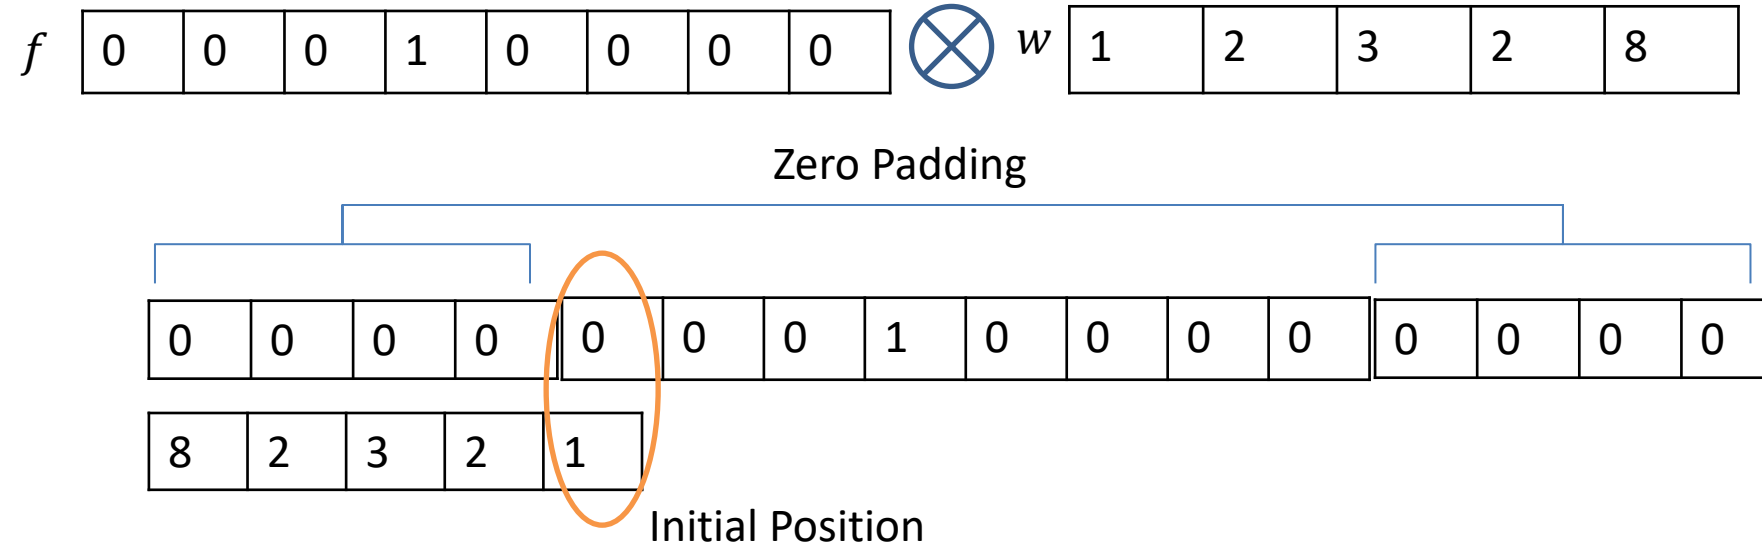 f 0 0 0 1 0 0 0 0 w 1 2 3 2 8
Zero Padding
0 0 0 0 0 0 0 1 0 0 0 0 0 0 0 0
8 2 3 2 1
Initial Position